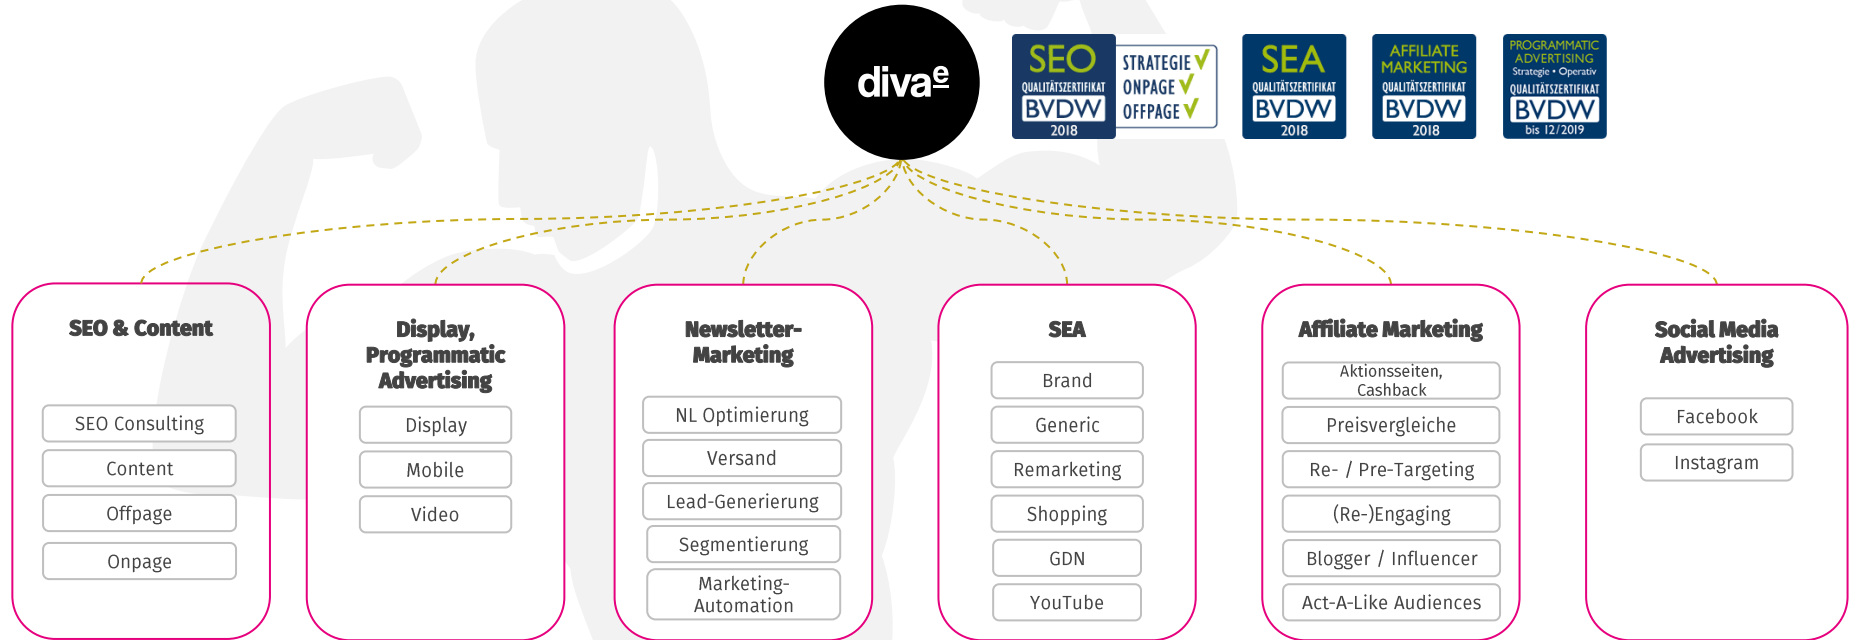 divae
SEO
QUALITÄTSZERTIFIKAT
BVDW
2018
STRATEGIE
ONPAGE
OFFPAGE
SEA
QUALITÄTSZERTIFIKAT
BVDW
2018
AFFILIATE
MARKETING
QUALITÄTSZERTIFIKAT
BVDW
2018
PROGRAMMATIC
ADVERTISING
Strategie • Operativ
QUALITÄTSZERTIFIKAT
BVDW
bis 12/2019
SEO & Content
SEO Consulting
Content
Offpage
Onpage
Display,
Programmatic
Advertising
Display
Mobile
Video
Newsletter-
Marketing
NL Optimierung
Versand
Lead-Generierung
Segmentierung
Marketing-
Automation
SEA
Brand
Generic
Remarketing
Shopping
GDN
YouTube
Affiliate Marketing
Aktionsseiten,
Cashback
Preisvergleiche
Re- / Pre-Targeting
(Re-)Engaging
Blogger / Influencer
Act-A-Like Audiences
Social Media
Advertising
Facebook
Instagram